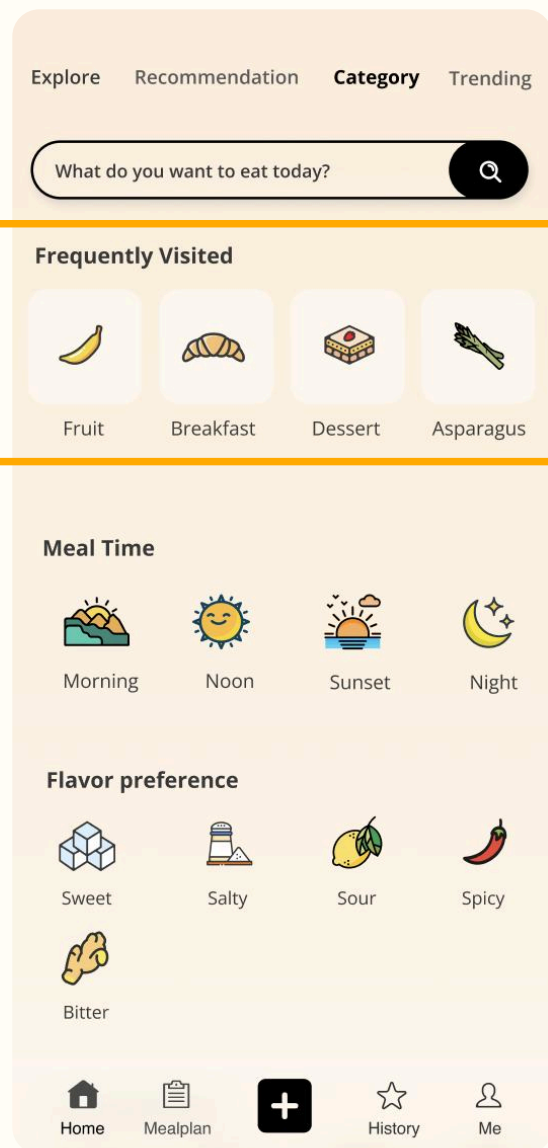 Explore Recommendation Category Trending
What do you want to eat today?
Frequently Visited
Fruit Breakfast Dessert Asparagus
Meal Time
Morning Noon Sunset Night
Flavor preference
Sweet Salty Sour Spicy
Bitter
Home Mealplan History Me